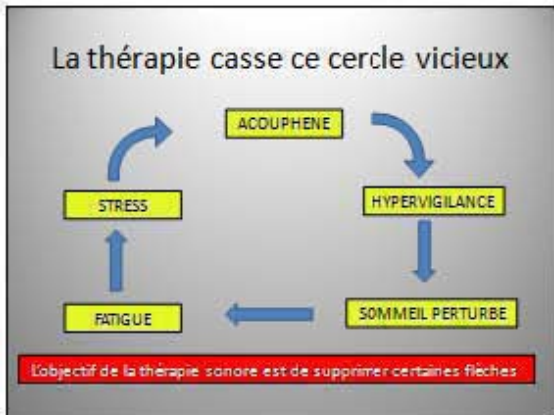 La thérapie casse ce cercle vicieux
ACOUPHENE
STRESS
HYPERVIGILANCE
FATIGUE
SOMMEIL PERTURBE
L'objectif de la thérapie sonore est de supprimer certaines flèches